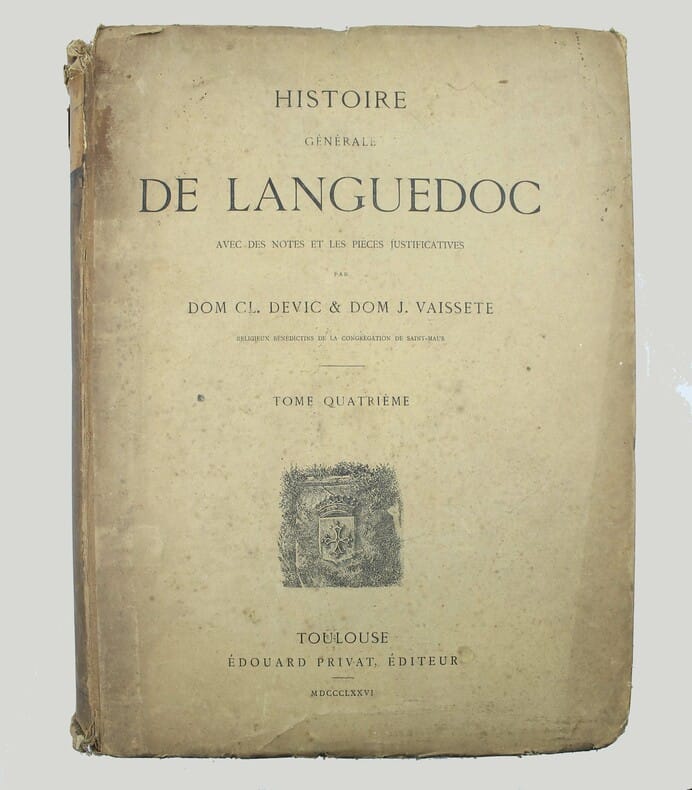 HISTOIRE
GÉNÉRALE
DE LANGUEDOC
AVEC DES NOTES ET LES PIÈCES JUSTIFICATIVES
PAR
DOM CL. DEVIC & DOM J. VAISSETE
RELIGIEUX BÉNÉDICTINS DE LA CONGRÉGATION DE SAINT-MAUR
TOME QUATRIÈME
TOULOUSE
ÉDOUARD PRIVAT, ÉDITEUR
MDCCCLXXVI